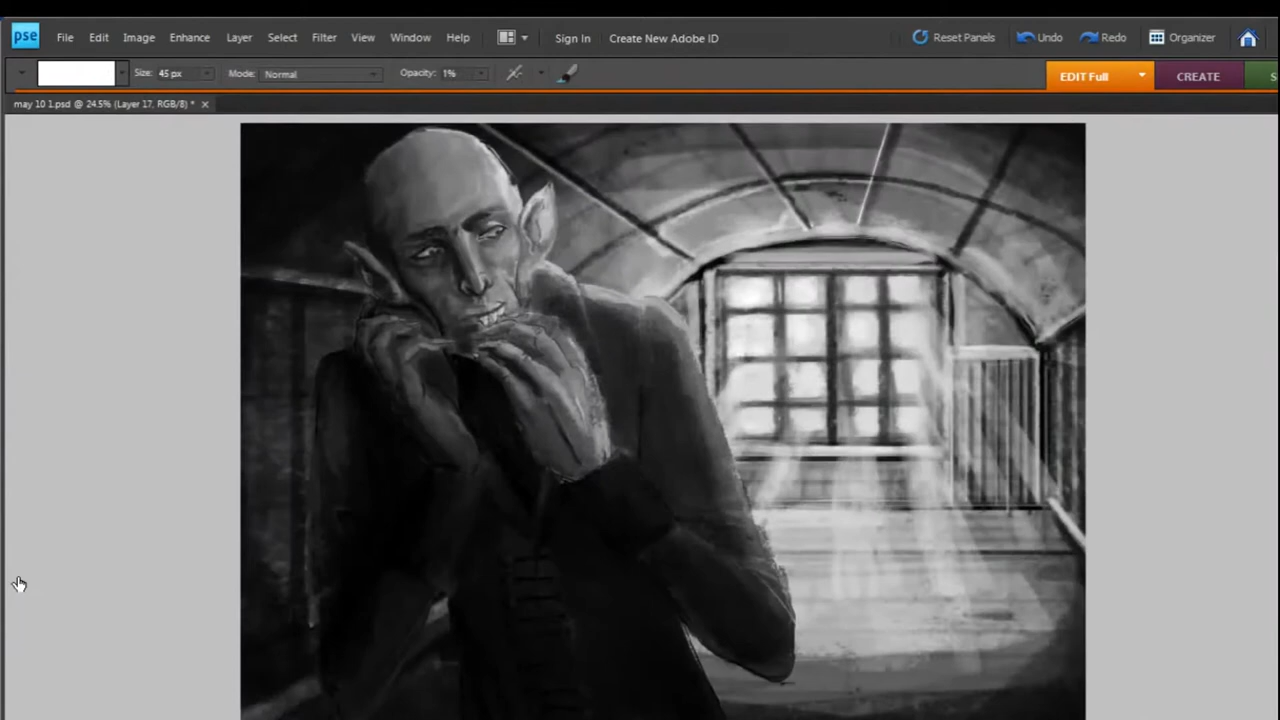 pse File Edit Image Enhance Layer Select Filter View Window Help Sign In Create New Adobe ID Reset Panels Undo Redo Organizer
Size: 45 px Mode: Normal Opacity: 1% EDIT Full CREATE S
may 10 1.psd @ 24.5% (Layer 17, RGB/8) *